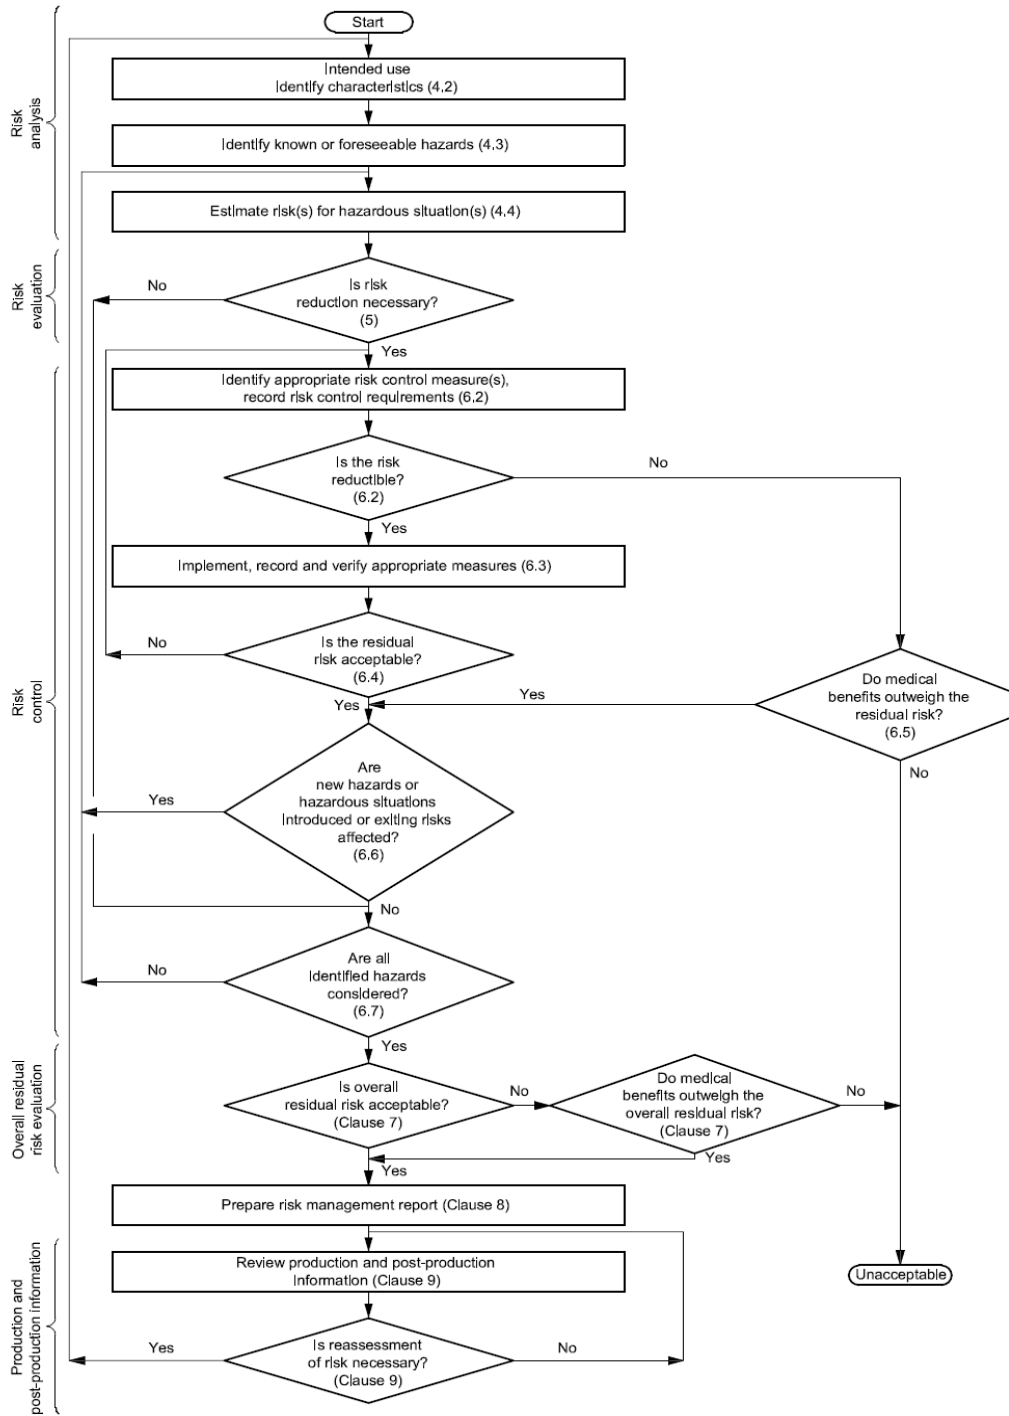 Start
Risk
analysis
Intended use
Identify characteristics (4.2)
Identify known or foreseeable hazards (4.3)
Estimate risk(s) for hazardous situation(s) (4.4)
Risk
evaluation
No
Is risk
reduction necessary?
(5)
Yes
Identify appropriate risk control measure(s),
record risk control requirements (6.2)
Is the risk
reductible?
(6.2)
No
Yes
Implement, record and verify appropriate measures (6.3)
Risk
control
No
Is the residual
risk acceptable?
(6.4)
Yes
Yes
Do medical
benefits outweigh the
residual risk?
(6.5)
No
Yes
Are
new hazards or
hazardous situations
introduced or exiting risks
affected?
(6.6)
No
No
Are all
identified hazards
considered?
(6.7)
Yes
Overall residual
risk evaluation
Is overall
residual risk acceptable?
(Clause 7)
No
Do medical
benefits outweigh the
overall residual risk?
(Clause 7)
No
Yes
Yes
Prepare risk management report (Clause 8)
Production and
post-production information
Review production and post-production
information (Clause 9)
Unacceptable
Yes
Is reassessment
of risk necessary?
(Clause 9)
No